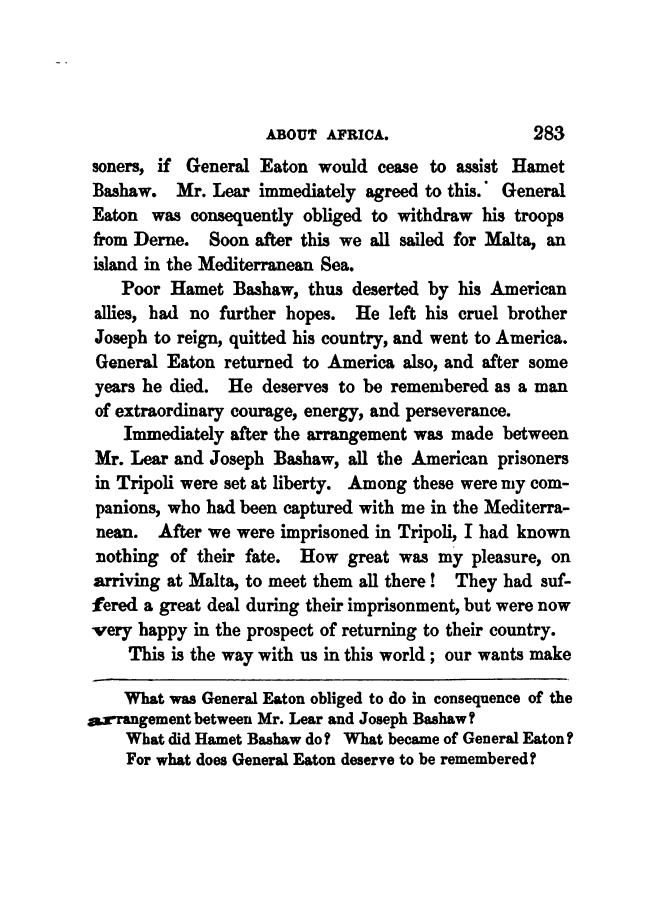 ABOUT AFRICA. 283
soners, if General Eaton would cease to assist Hamet
Bashaw. Mr. Lear immediately agreed to this. General
Eaton was consequently obliged to withdraw his troops
from Derne. Soon after this we all sailed for Malta, an
island in the Mediterranean Sea.
Poor Hamet Bashaw, thus deserted by his American
allies, had no further hopes. He left his cruel brother
Joseph to reign, quitted his country, and went to America.
General Eaton returned to America also, and after some
years he died. He deserves to be remembered as a man
of extraordinary courage, energy, and perseverance.
Immediately after the arrangement was made between
Mr. Lear and Joseph Bashaw, all the American prisoners
in Tripoli were set at liberty. Among these were my com-
panions, who had been captured with me in the Mediterra-
nean. After we were imprisoned in Tripoli, I had known
nothing of their fate. How great was my pleasure, on
arriving at Malta, to meet them all there! They had suf-
fered a great deal during their imprisonment, but were now
very happy in the prospect of returning to their country.
This is the way with us in this world; our wants make
What was General Eaton obliged to do in consequence of the
arrangement between Mr. Lear and Joseph Bashaw?
What did Hamet Bashaw do? What became of General Eaton?
For what does General Eaton deserve to be remembered?